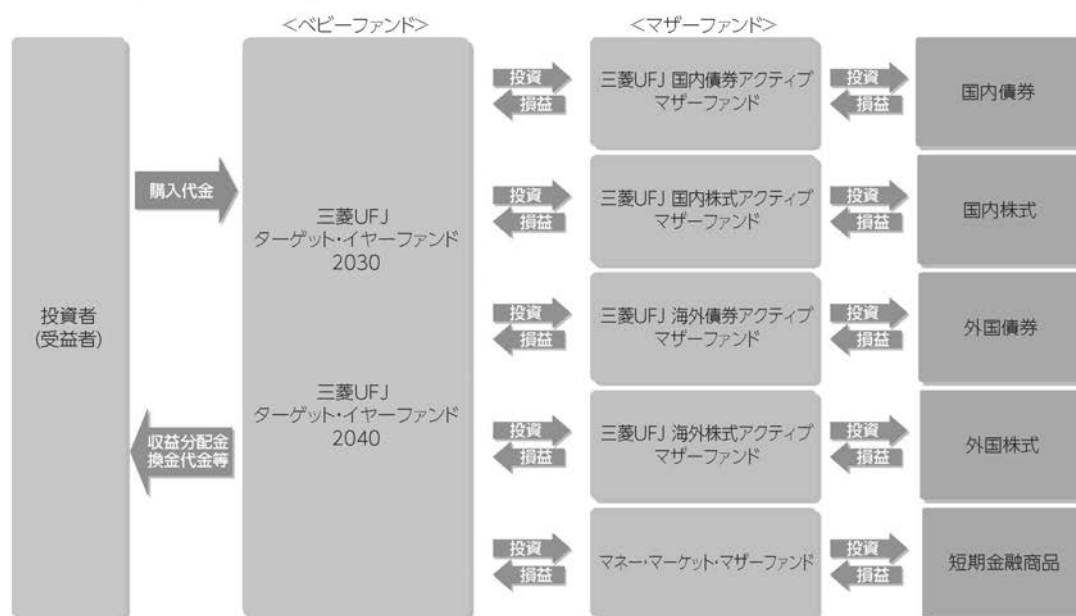 <ベビーファンド>
<マザーファンド>
投資者
(受益者)
購入代金
収益分配金
換金代金等
三菱UFJ
ターゲット・イヤーファンド
2030
三菱UFJ
ターゲット・イヤーファンド
2040
投資
損益
三菱UFJ 国内債券アクティブ
マザーファンド
投資
損益
国内債券
投資
損益
三菱UFJ 国内株式アクティブ
マザーファンド
投資
損益
国内株式
投資
損益
三菱UFJ 海外債券アクティブ
マザーファンド
投資
損益
外国債券
投資
損益
三菱UFJ 海外株式アクティブ
マザーファンド
投資
損益
外国株式
投資
損益
マネー・マーケット・マザーファンド
投資
損益
短期金融商品